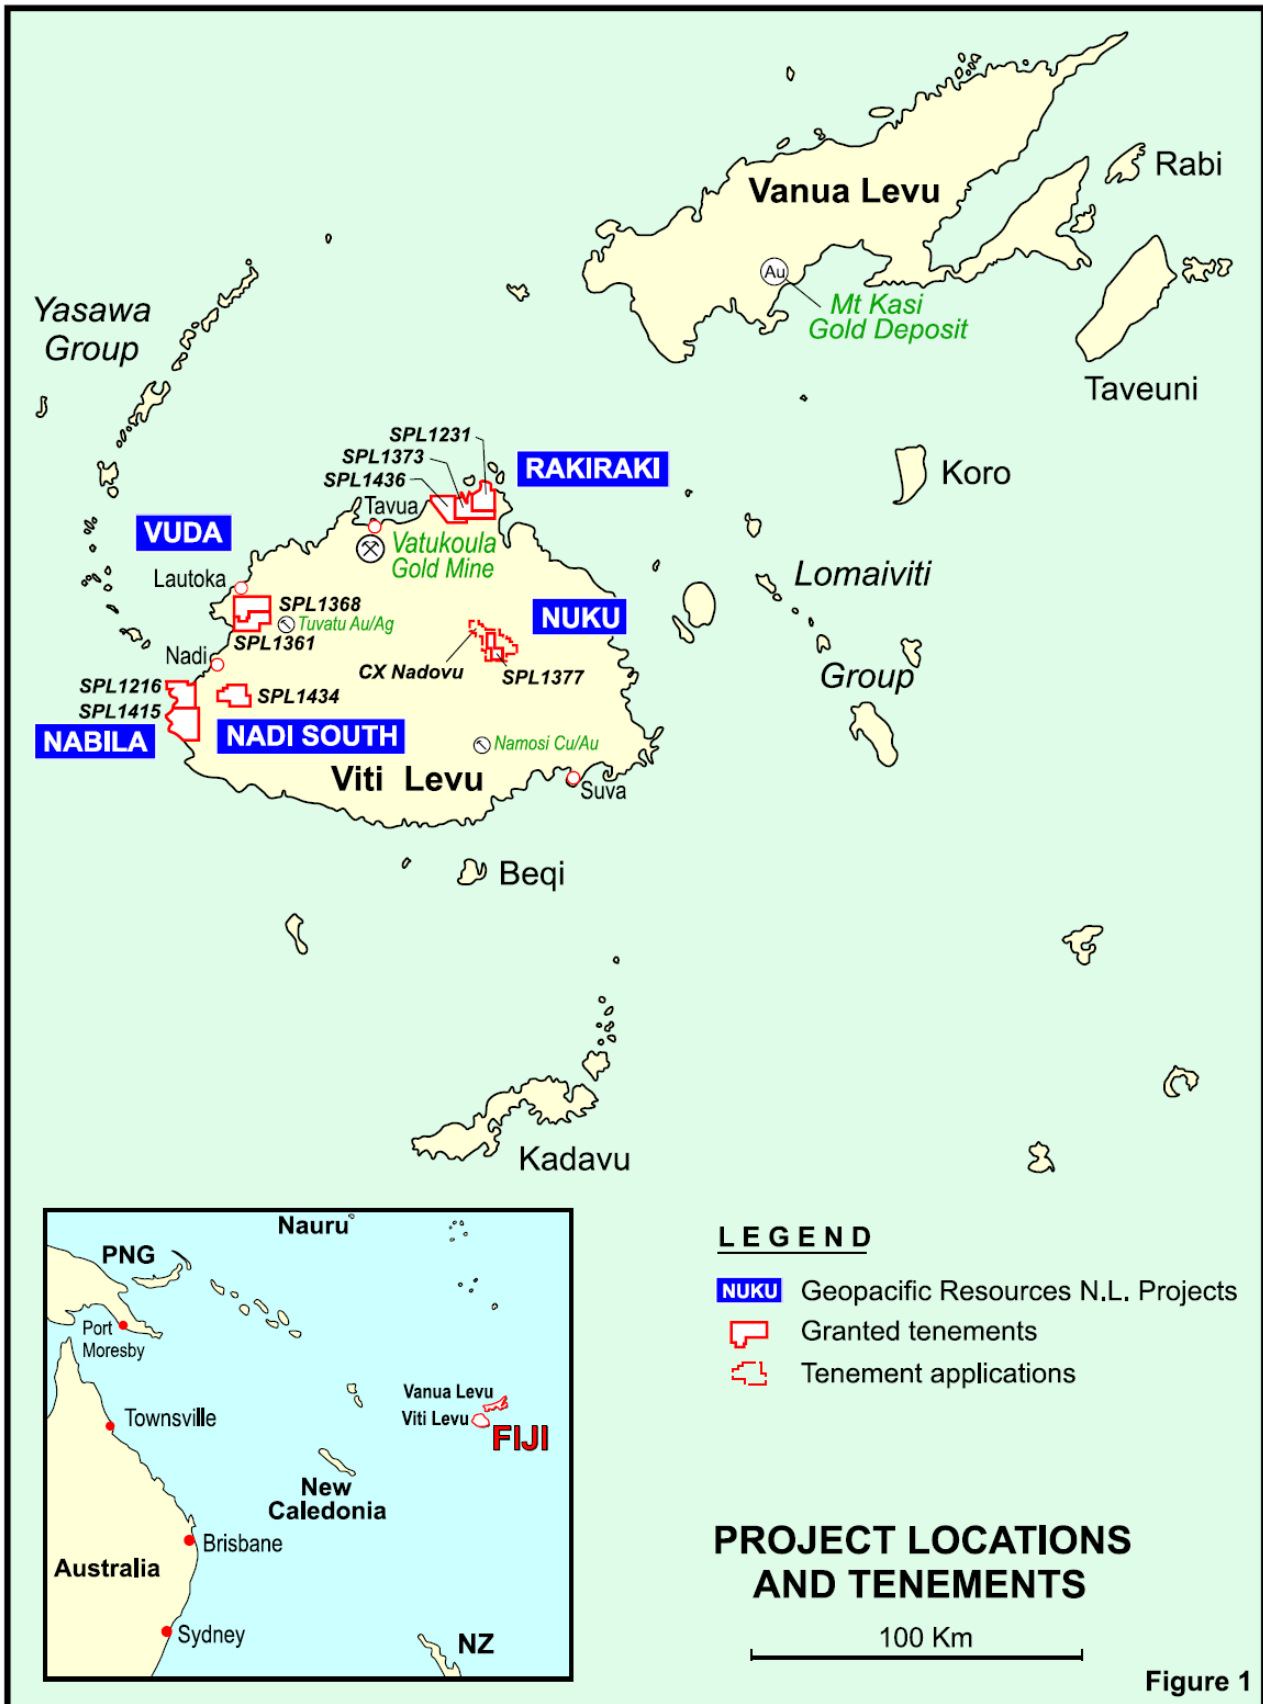 Rabi
Vanua Levu
Au
Mt Kasi
Gold Deposit
Yasawa
Group
Taveuni
SPL1231
SPL1373
SPL1436
RAKIRAKI
Koro
Tavua
VUDA
Vatukoula
Gold Mine
Lautoka
Lomaiviti
Group
SPL1368
Tuvatu Au/Ag
SPL1361
NUKU
Nadi
CX Nadovu
SPL1377
SPL1216
SPL1434
SPL1415
NABILA
NADI SOUTH
Namosi Cu/Au
Viti Levu
Suva
Beqi
Kadavu
Nauru
PNG
Port
Moresby
Vanua Levu
Viti Levu
FIJI
Townsville
New
Caledonia
Brisbane
Australia
Sydney
NZ
LEGEND
NUKU Geopacific Resources N.L. Projects
Granted tenements
Tenement applications
PROJECT LOCATIONS
AND TENEMENTS
100 Km
Figure 1